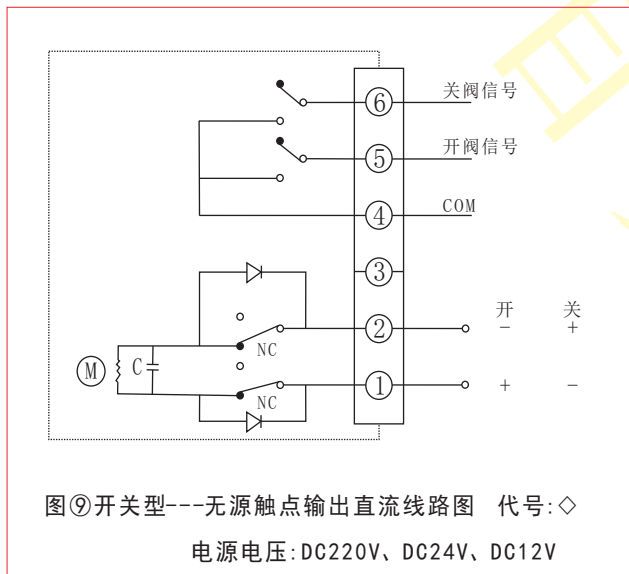 ⑥ 关阀信号
⑤ 开阀信号
④ COM
③
开 关
② － ＋
NC
M C
① ＋ －
NC
图⑨开关型---无源触点输出直流线路图 代号:◇
电源电压:DC220V、DC24V、DC12V